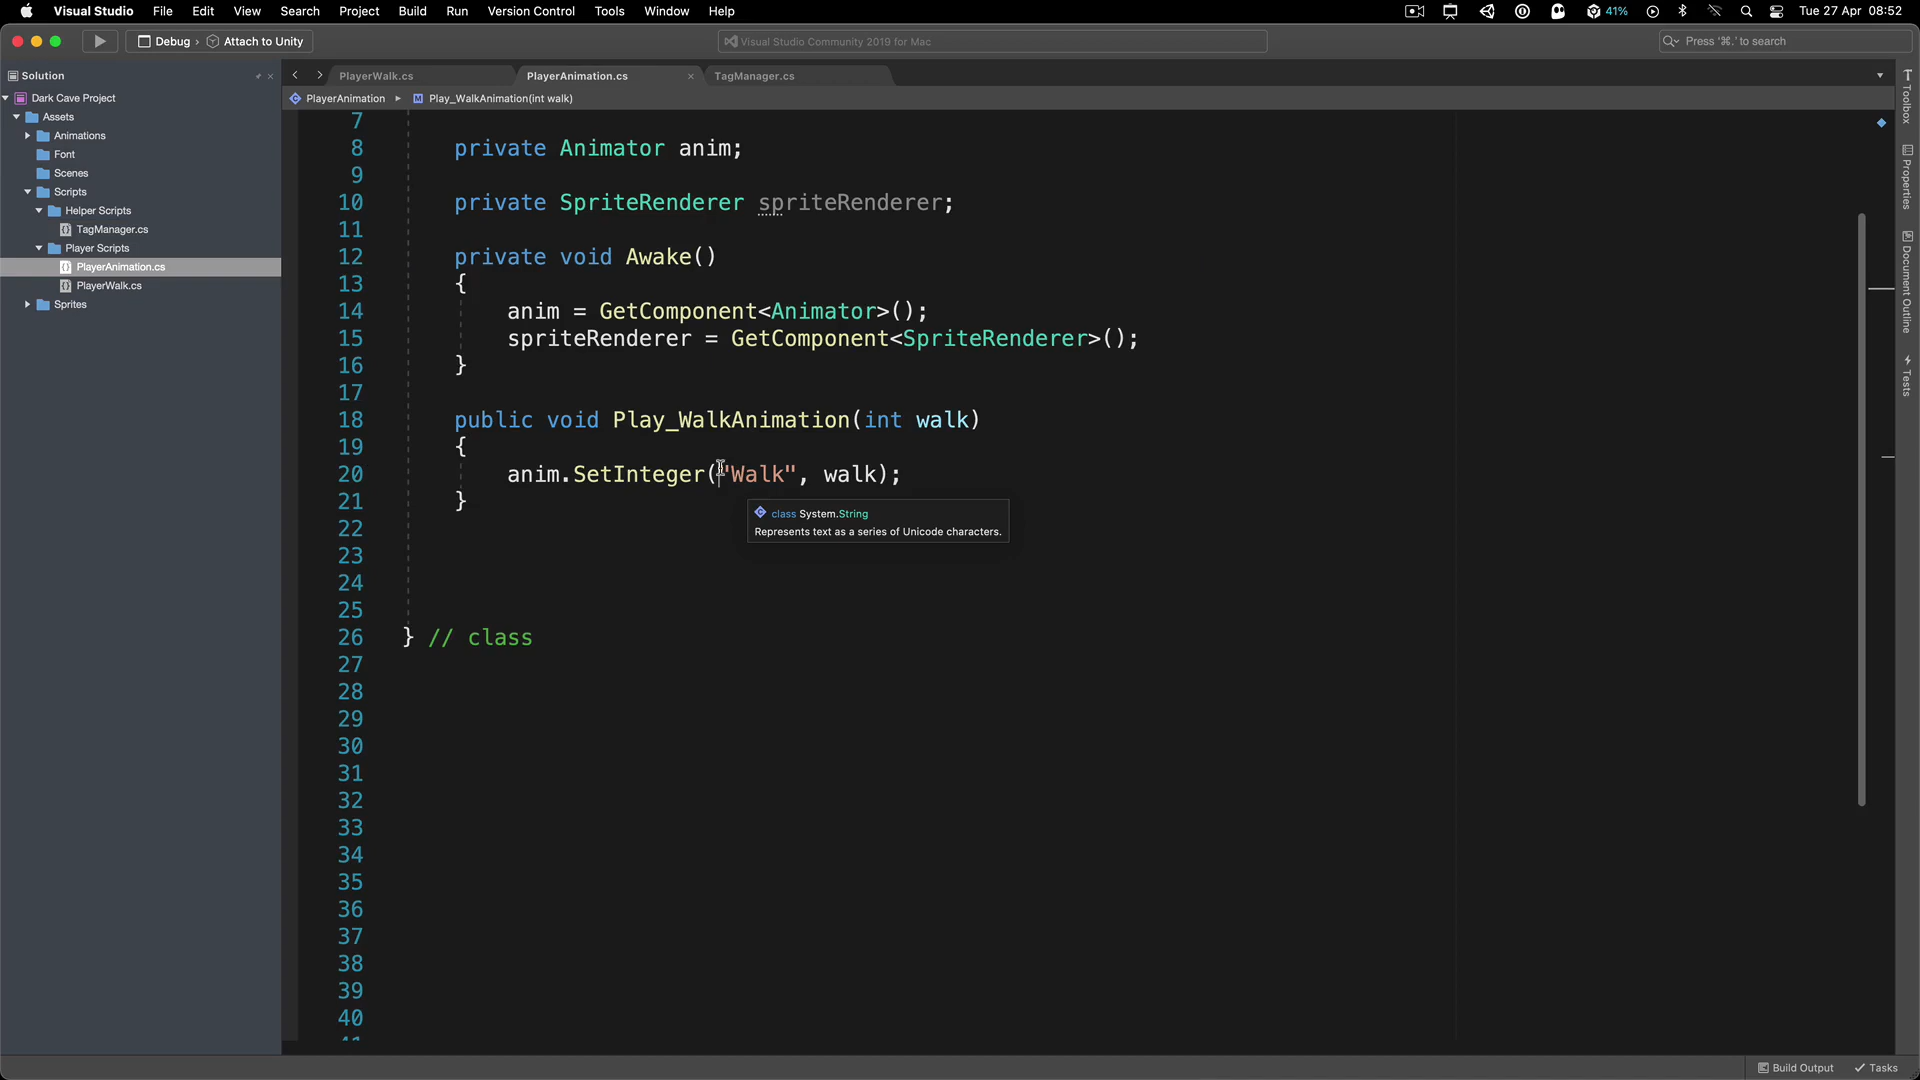 Visual Studio File Edit View Search Project Build Run Version Control Tools Window Help 41% Tue 27 Apr 08:52
Debug › Attach to Unity Visual Studio Community 2019 for Mac Press '⌘.' to search
Solution
PlayerWalk.cs PlayerAnimation.cs TagManager.cs
Dark Cave Project
Assets
Animations
Font
Scenes
Scripts
Helper Scripts
TagManager.cs
Player Scripts
PlayerAnimation.cs
PlayerWalk.cs
Sprites
PlayerAnimation Play_WalkAnimation(int walk)
7
8 private Animator anim;
9
10 private SpriteRenderer spriteRenderer;
11
12 private void Awake()
13 {
14 anim = GetComponent<Animator>();
15 spriteRenderer = GetComponent<SpriteRenderer>();
16 }
17
18 public void Play_WalkAnimation(int walk)
19 {
20 anim.SetInteger("Walk", walk);
21 }
class System.String
Represents text as a series of Unicode characters.
22
23
24
25
26 } // class
27
28
29
30
31
32
33
34
35
36
37
38
39
40
41
Toolbox
Properties
Document Outline
Tests
Build Output Tasks